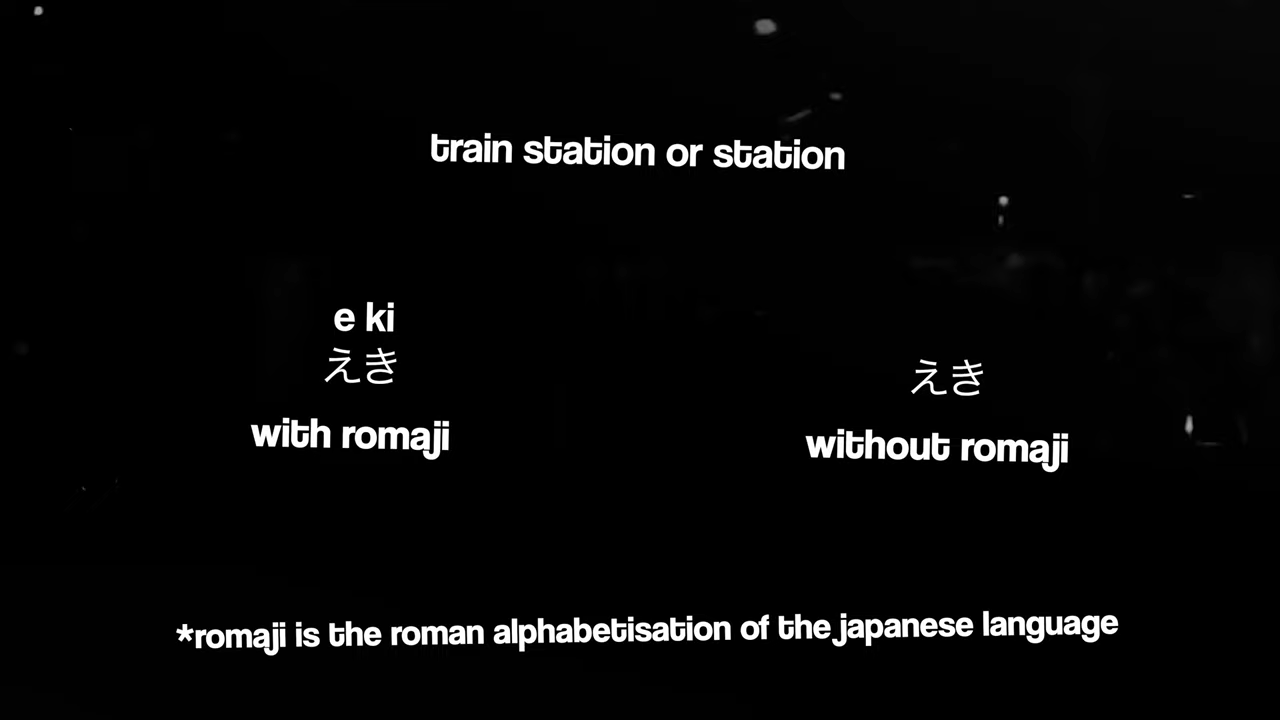 train station or station
e ki
えき
with romaji
えき
without romaji
*romaji is the roman alphabetisation of the japanese language